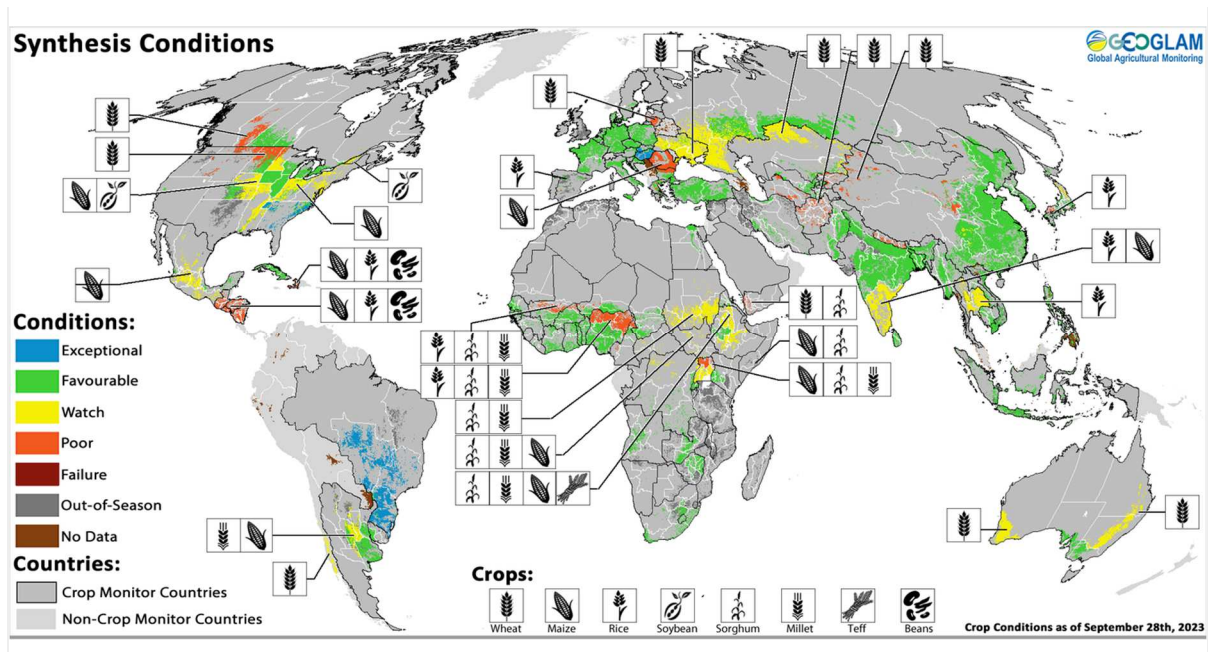 Synthesis Conditions
GEOGLAM
Global Agricultural Monitoring
Conditions:
Exceptional
Favourable
Watch
Poor
Failure
Out-of-Season
No Data
Countries:
Crop Monitor Countries
Non-Crop Monitor Countries
Crops:
Wheat
Maize
Rice
Soybean
Sorghum
Millet
Teff
Beans
Crop Conditions as of September 28th, 2023